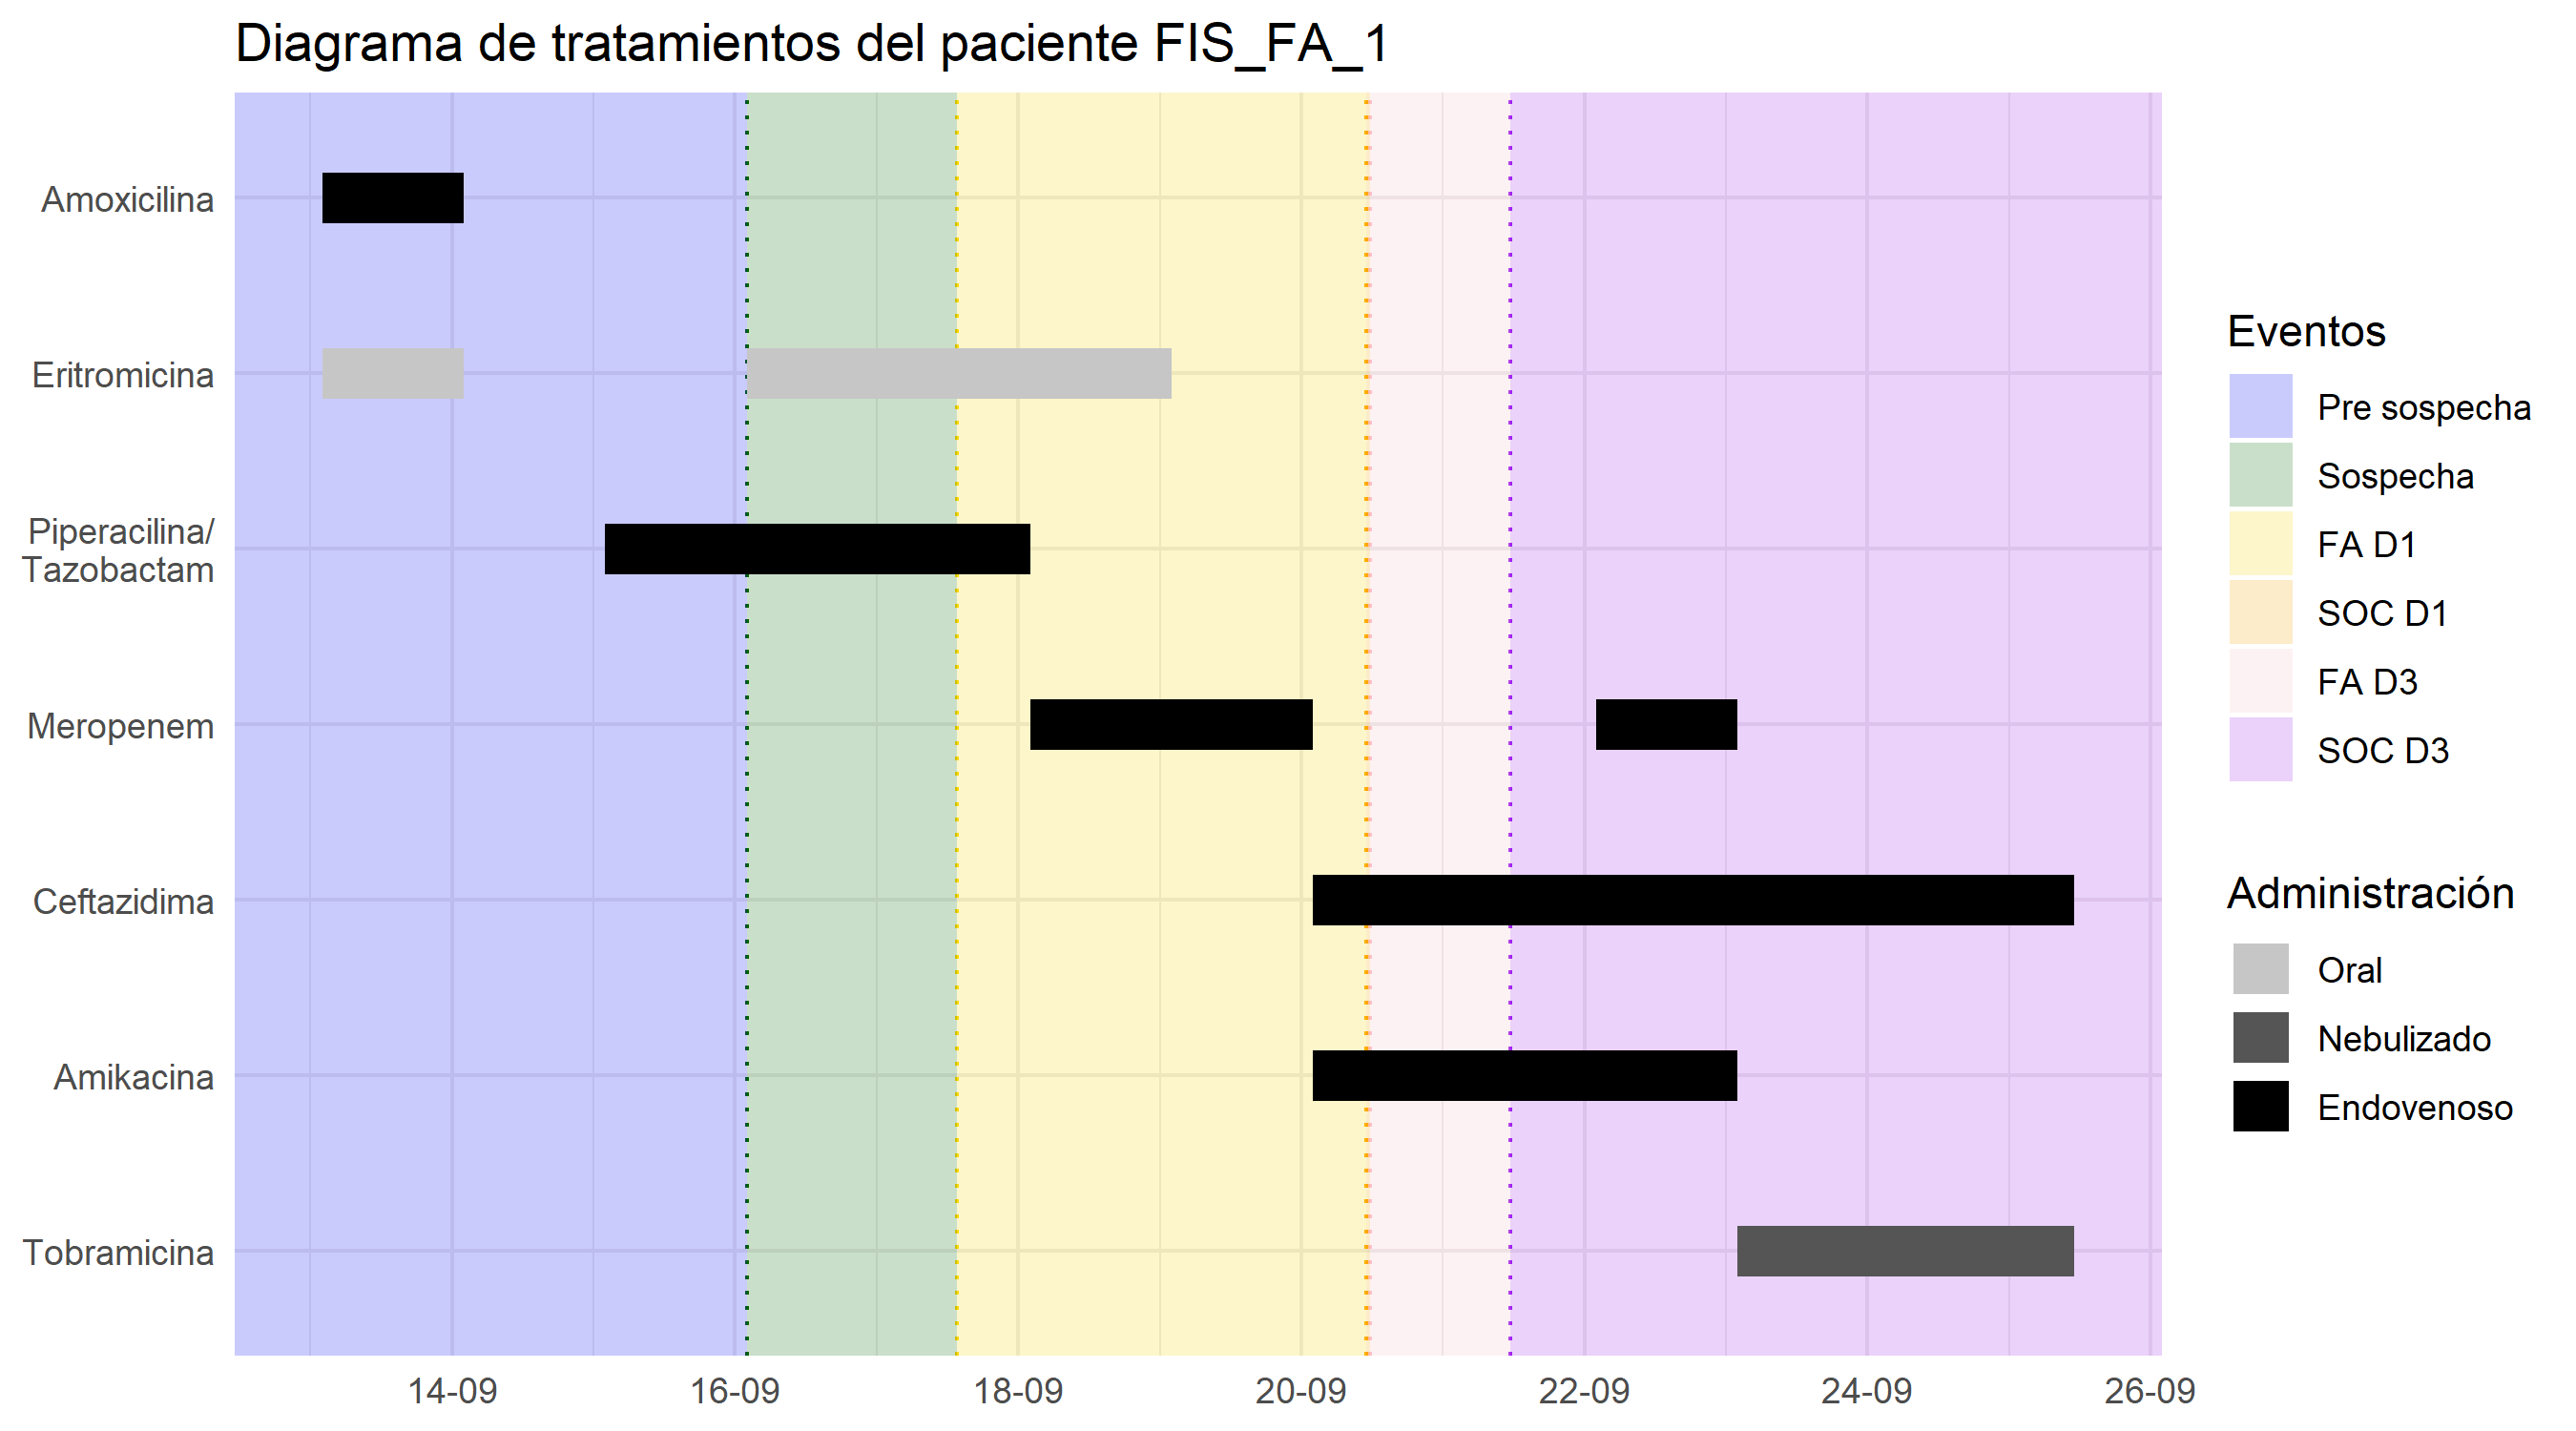 Diagrama de tratamientos del paciente FIS_FA_1
Amoxicilina
Eritromicina
Piperacilina/
Tazobactam
Meropenem
Ceftazidima
Amikacina
Tobramicina
14-09
16-09
18-09
20-09
22-09
24-09
26-09
Eventos
Pre sospecha
Sospecha
FA D1
SOC D1
FA D3
SOC D3
Administración
Oral
Nebulizado
Endovenoso